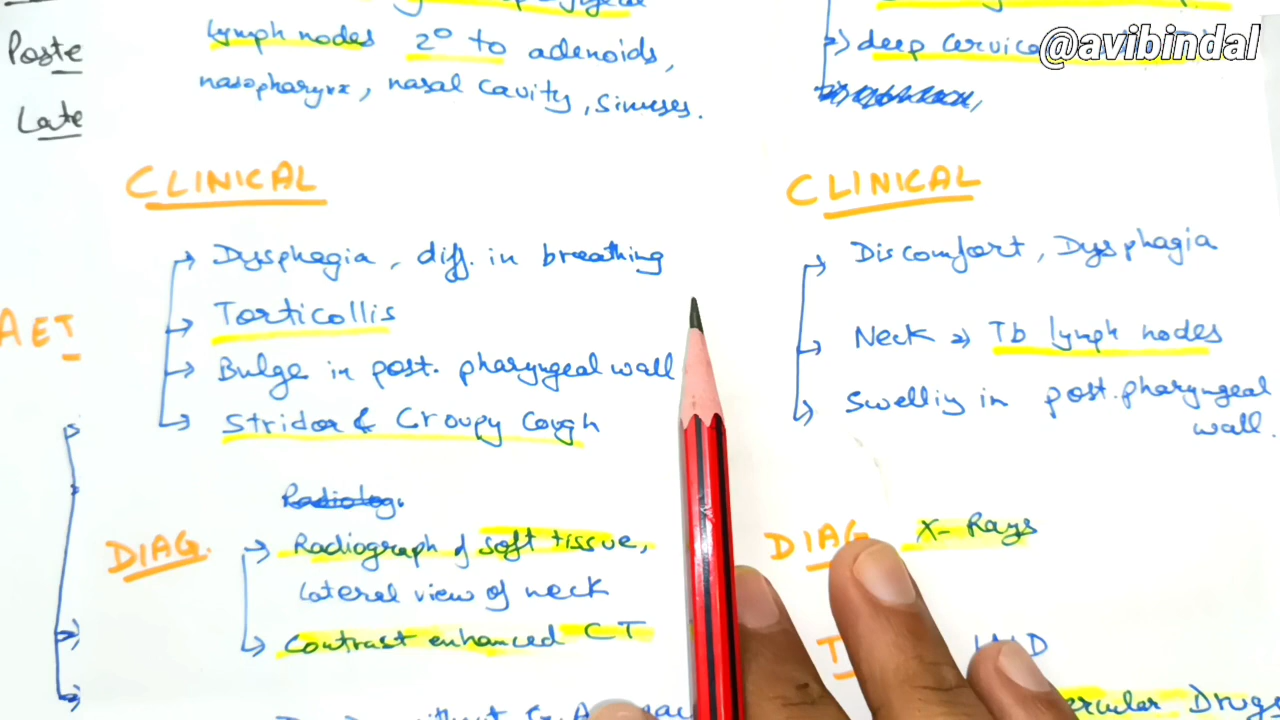 @avibindal
Poste
Late
lymph nodes 2° to adenoids,
nasopharynx, nasal cavity, sinuses.
CLINICAL
→ Dysphagia, diff. in breathing
→ Torticollis
→ Bulge in post. pharyngeal wall
→ Stridor & Croupy Cough
AET
DIAG.
→ Radiograph of soft tissue,
lateral view of neck
→ Contrast enhanced CT
→ deep cervical
CLINICAL
→ Discomfort, Dysphagia
→ Neck → Tb lymph nodes
→ Swelliy in post. pharyngeal
wall.
DIAG
X-Rays
Drugs